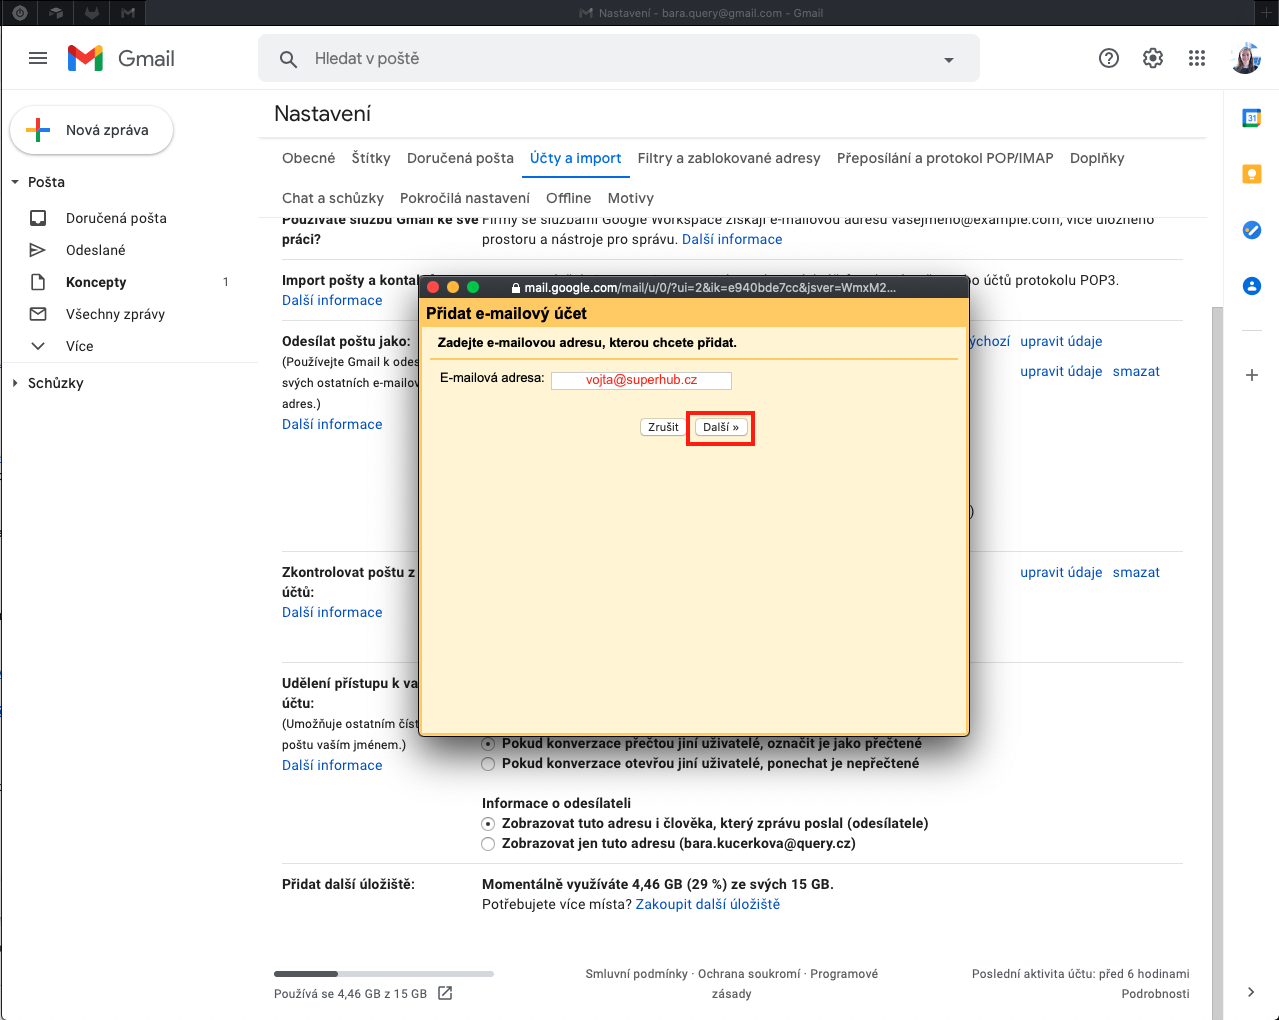 Nastavení - bara.query@gmail.com - Gmail
Gmail
Hledat v poště
Nová zpráva
Pošta
Doručená pošta
Odeslané
Koncepty 1
Všechny zprávy
Více
Schůzky
Nastavení
Obecné Štítky Doručená pošta Účty a import Filtry a zablokované adresy Přeposílání a protokol POP/IMAP Doplňky
Chat a schůzky Pokročilá nastavení Offline Motivy
Používáte službu Gmail ke své práci?
Firmy se službami Google Workspace získají e-mailovou adresu vasejmeno@example.com, více úložného
prostoru a nástroje pro správu. Další informace
Import pošty a konta
účtů protokolu POP3.
Další informace
Odesílat poštu jako:
(Používejte Gmail k odes
svých ostatních e-mailov
adres.)
Další informace
ýchozí upravit údaje
upravit údaje smazat
)
Zkontrolovat poštu z
účtů:
Další informace
upravit údaje smazat
Udělení přístupu k va
účtu:
(Umožňuje ostatním číst
poštu vaším jménem.)
Další informace
mail.google.com/mail/u/0/?ui=2&ik=e940bde7cc&jsver=WmxM2...
Přidat e-mailový účet
Zadejte e-mailovou adresu, kterou chcete přidat.
E-mailová adresa: vojta@superhub.cz
Zrušit Další »
Pokud konverzace přečtou jiní uživatelé, označit je jako přečtené
Pokud konverzace otevřou jiní uživatelé, ponechat je nepřečtené
Informace o odesílateli
Zobrazovat tuto adresu i člověka, který zprávu poslal (odesílatele)
Zobrazovat jen tuto adresu (bara.kucerkova@query.cz)
Přidat další úložiště:
Momentálně využíváte 4,46 GB (29 %) ze svých 15 GB.
Potřebujete více místa? Zakoupit další úložiště
Používá se 4,46 GB z 15 GB
Smluvní podmínky · Ochrana soukromí · Programové
zásady
Poslední aktivita účtu: před 6 hodinami
Podrobnosti
31